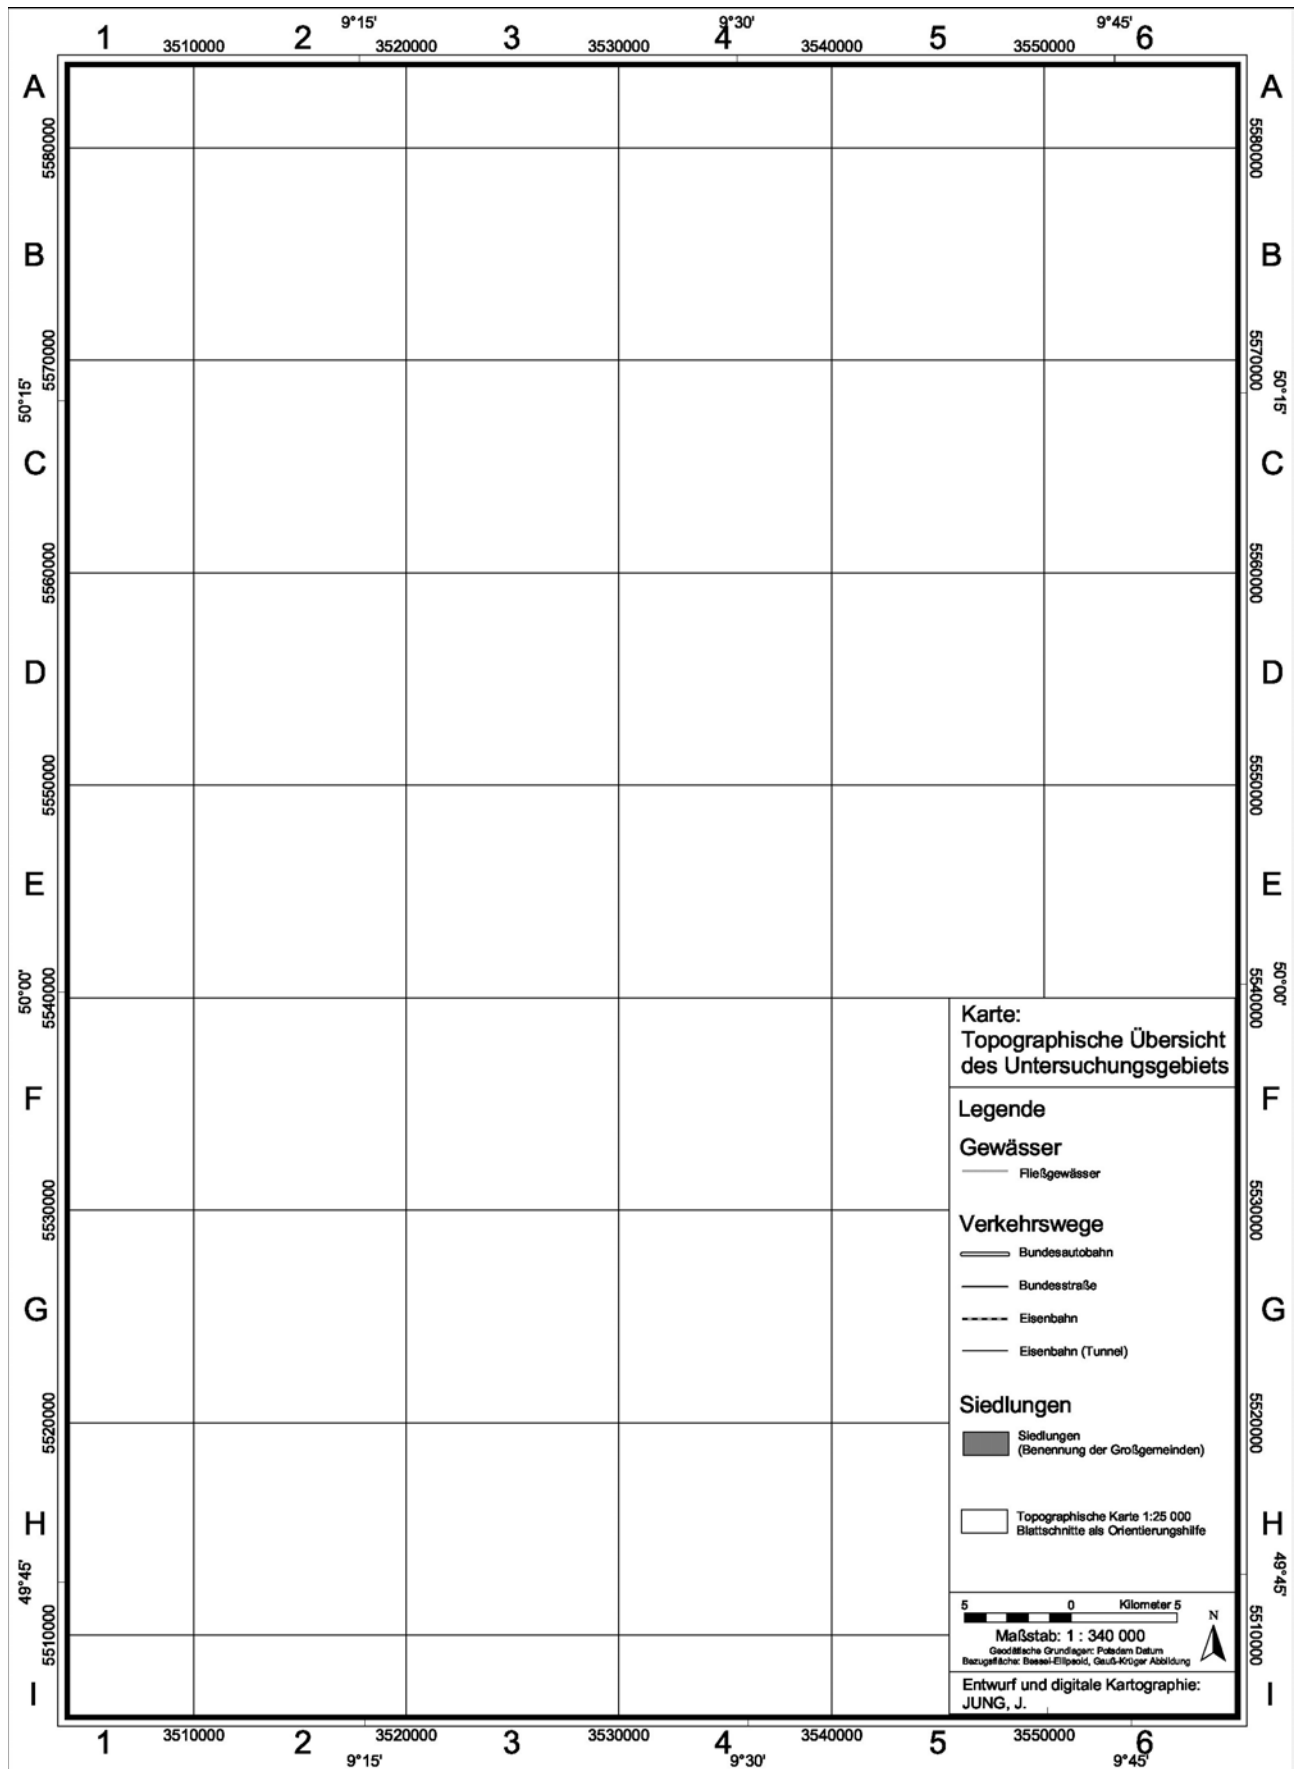 9°15' 9°30' 9°45'
1 3510000 2 3520000 3 3530000 4 3540000 5 3550000 6
A A
5580000 5580000
B B
5570000 5570000
50°15' 50°15'
C C
5560000 5560000
D D
5550000 5550000
E E
50°00' 50°00'
5540000 5540000
Karte:
Topographische Übersicht
des Untersuchungsgebiets
F F
Legende
Gewässer
Fließgewässer
5530000 5530000
Verkehrswege
Bundesautobahn
Bundesstraße
G G
Eisenbahn
Eisenbahn (Tunnel)
5520000 5520000
Siedlungen
Siedlungen
(Benennung der Großgemeinden)
H H
Topographische Karte 1:25 000
Blattschnitte als Orientierungshilfe
49°45' 49°45'
5510000 5510000
5 0 Kilometer 5
N
Maßstab: 1 : 340 000
Geodätische Grundlagen: Potsdam Datum
Bezugsfläche: Bessel-Ellipsoid, Gauß-Krüger Abbildung
I I
Entwurf und digitale Kartographie:
JUNG, J.
1 3510000 2 3520000 3 3530000 4 3540000 5 3550000 6
9°15' 9°30' 9°45'